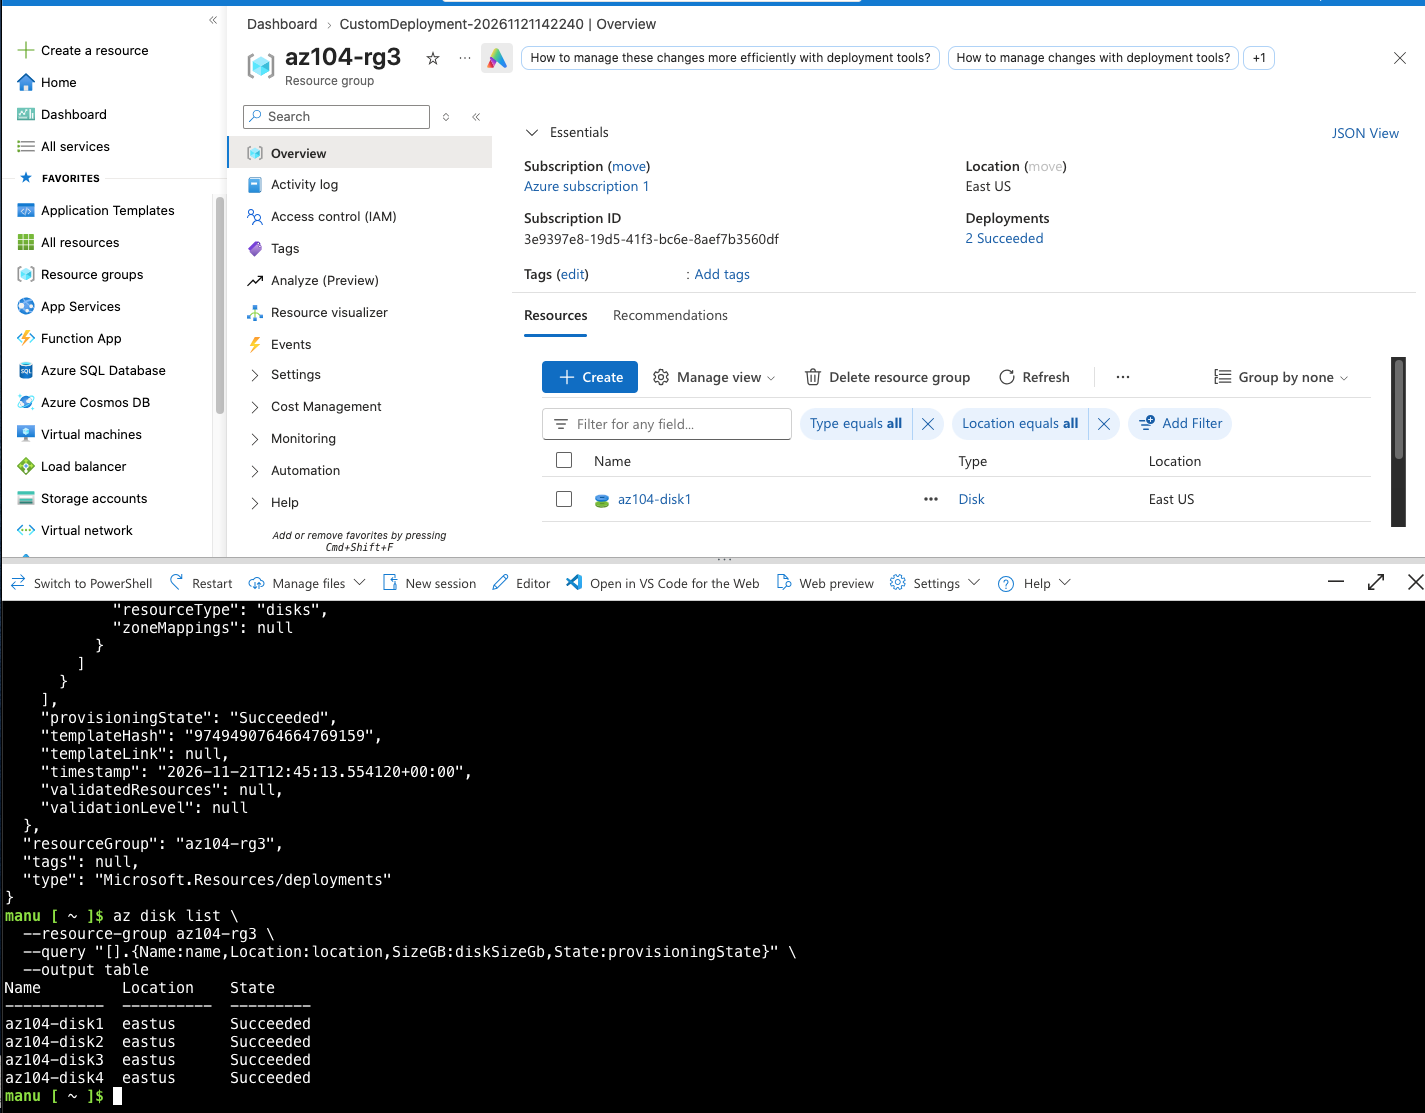 Dashboard > CustomDeployment-20261121142240 | Overview
az104-rg3
Resource group
How to manage these changes more efficiently with deployment tools?
How to manage changes with deployment tools?
+1
Create a resource
Home
Dashboard
All services
FAVORITES
Application Templates
All resources
Resource groups
App Services
Function App
Azure SQL Database
Azure Cosmos DB
Virtual machines
Load balancer
Storage accounts
Virtual network
Search
Overview
Activity log
Access control (IAM)
Tags
Analyze (Preview)
Resource visualizer
Events
Settings
Cost Management
Monitoring
Automation
Help
Add or remove favorites by pressing
Cmd+Shift+F
Essentials
JSON View
Subscription (move)
Azure subscription 1
Subscription ID
3e9397e8-19d5-41f3-bc6e-8aef7b3560df
Location (move)
East US
Deployments
2 Succeeded
Tags (edit) : Add tags
Resources Recommendations
Create Manage view Delete resource group Refresh Group by none
Filter for any field... Type equals all Location equals all Add Filter
Name Type Location
az104-disk1 Disk East US
Switch to PowerShell Restart Manage files New session Editor Open in VS Code for the Web Web preview Settings Help
"resourceType": "disks",
"zoneMappings": null
}
]
}
],
"provisioningState": "Succeeded",
"templateHash": "9749490764664769159",
"templateLink": null,
"timestamp": "2026-11-21T12:45:13.554120+00:00",
"validatedResources": null,
"validationLevel": null
},
"resourceGroup": "az104-rg3",
"tags": null,
"type": "Microsoft.Resources/deployments"
}
manu [ ~ ]$ az disk list \
--resource-group az104-rg3 \
--query "[].{Name:name,Location:location,SizeGB:diskSizeGb,State:provisioningState}" \
--output table
Name Location State
----------- ---------- ---------
az104-disk1 eastus Succeeded
az104-disk2 eastus Succeeded
az104-disk3 eastus Succeeded
az104-disk4 eastus Succeeded
manu [ ~ ]$